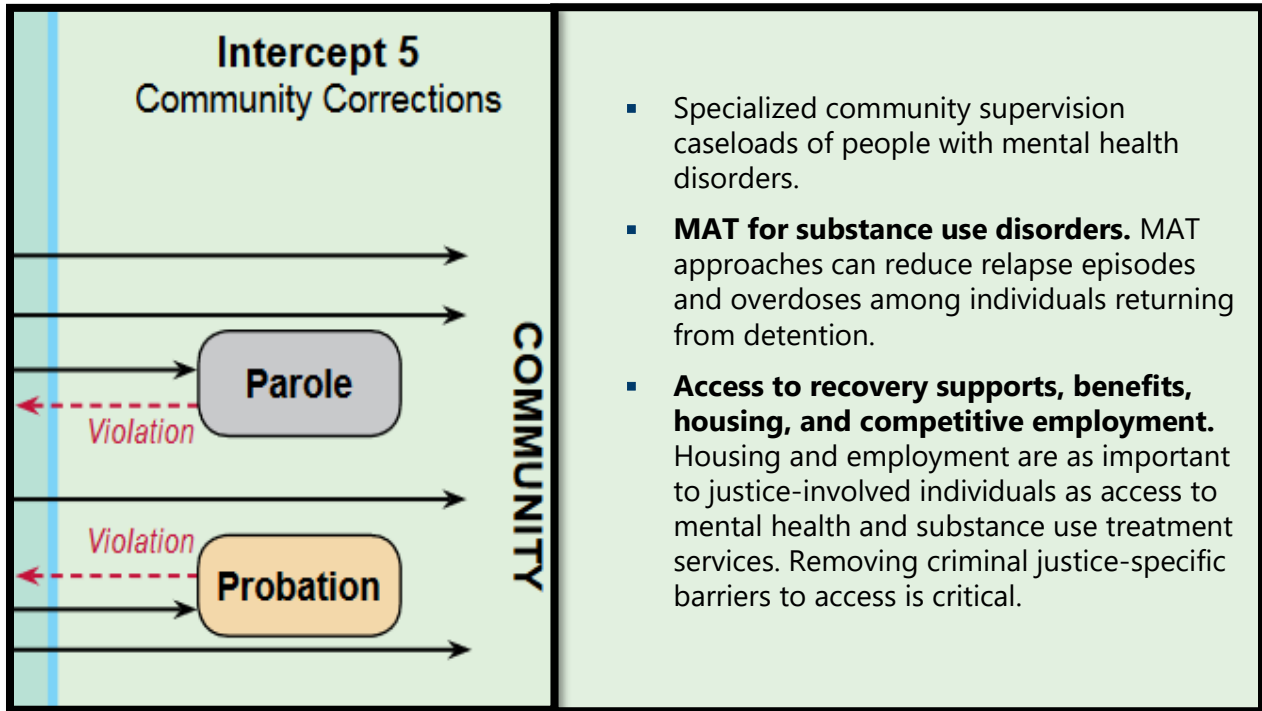 Intercept 5
Community Corrections
Parole
Violation
Violation
Probation
COMMUNITY
▪ Specialized community supervision
caseloads of people with mental health
disorders.
▪ MAT for substance use disorders. MAT
approaches can reduce relapse episodes
and overdoses among individuals returning
from detention.
▪ Access to recovery supports, benefits,
housing, and competitive employment.
Housing and employment are as important
to justice-involved individuals as access to
mental health and substance use treatment
services. Removing criminal justice-specific
barriers to access is critical.